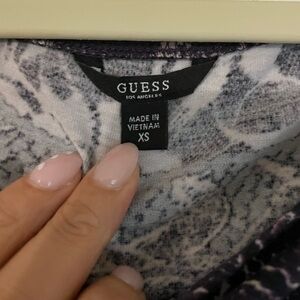 GUESS
LOS ANGELES
MADE IN
VIETNAM
XS